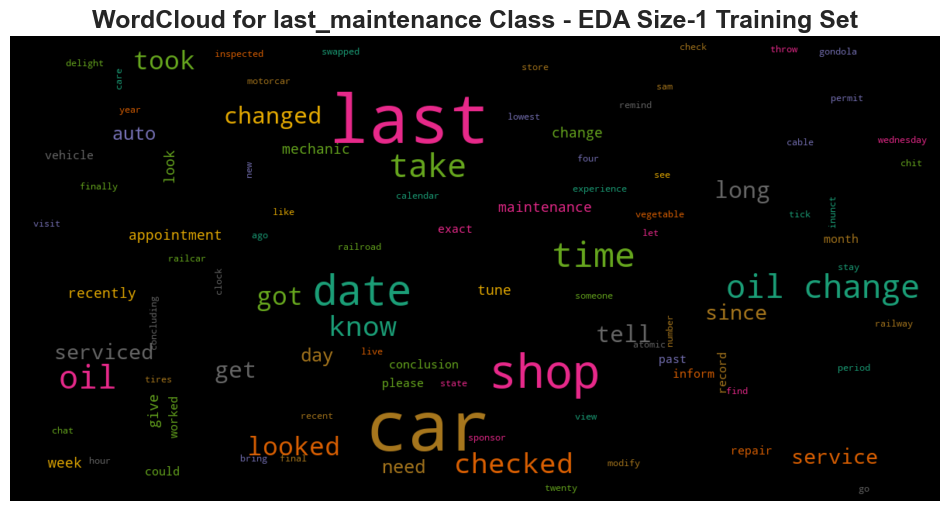 WordCloud for last_maintenance Class - EDA Size-1 Training Set
delight
care
took
inspected
swapped
check
throw
gondola
motorcar
store
sam
permit
year
auto
changed
last
lowest
remind
change
cable
wednesday
vehicle
look
new
mechanic
take
four
see
chit
finally
calendar
experience
long
visit
like
maintenance
vegetable
tick
inunct
appointment
ago
exact
let
month
railcar
railroad
time
stay
recently
clock
got
date
tune
someone
oil change
concluding
know
tell
since
railway
number
atomic
serviced
day
live
conclusion
past
record
period
oil
tires
get
please
state
shop
inform
find
give
worked
recent
car
view
chat
looked
sponsor
repair
service
week
hour
could
bring
final
need
checked
modify
twenty
go